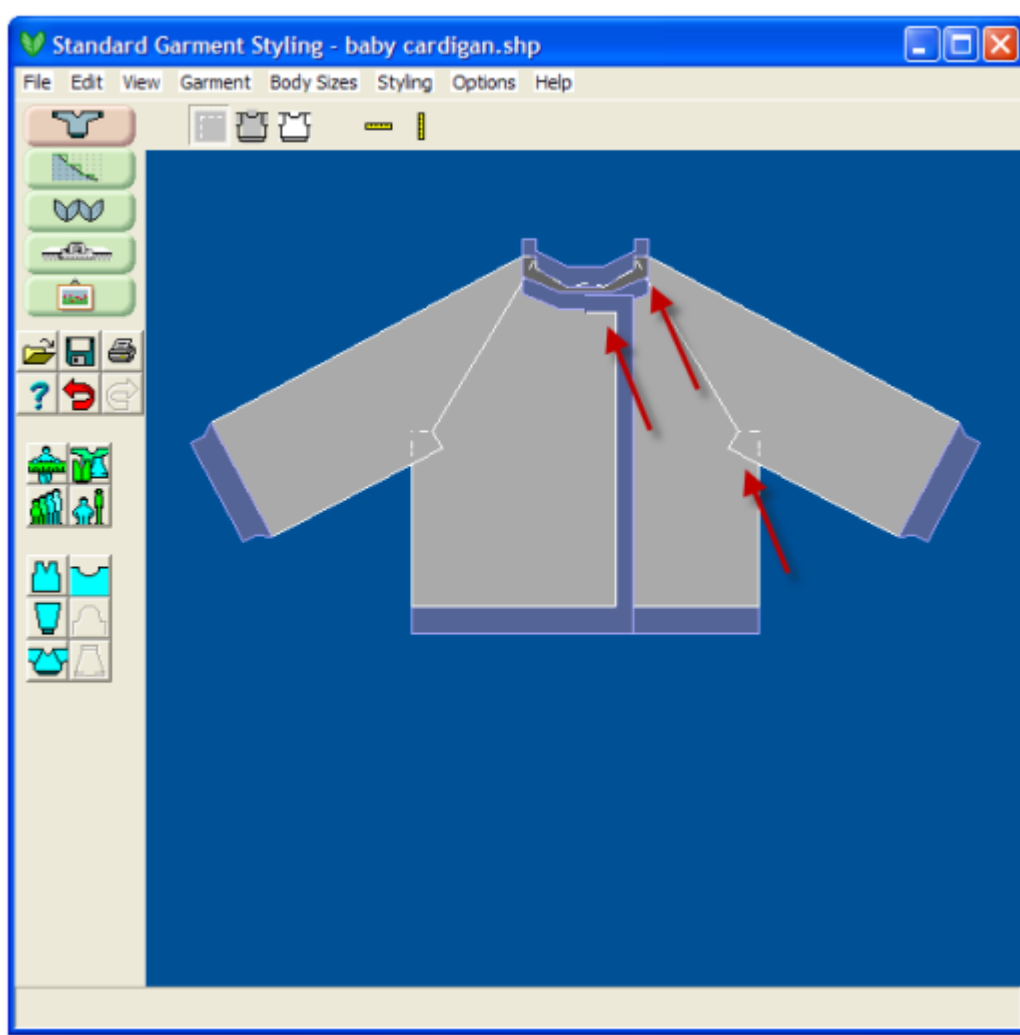 Standard Garment Styling - baby cardigan.shp
File Edit View Garment Body Sizes Styling Options Help